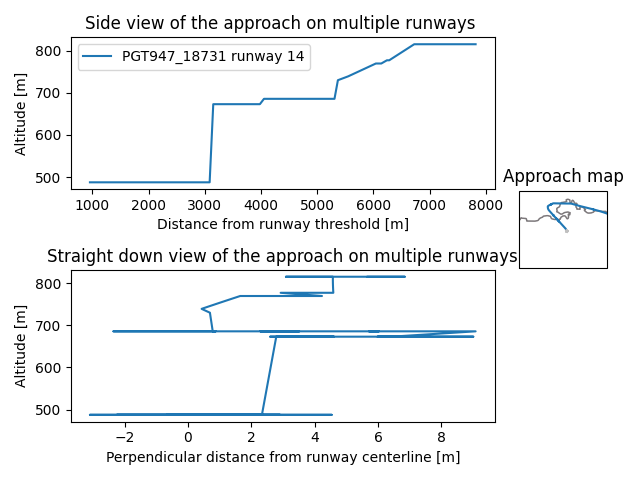 Side view of the approach on multiple runways
800
700
600
500
Altitude [m]
PGT947_18731 runway 14
1000 2000 3000 4000 5000 6000 7000 8000
Distance from runway threshold [m]
Approach map
Straight down view of the approach on multiple runways
800
700
600
500
Altitude [m]
−2 0 2 4 6 8
Perpendicular distance from runway centerline [m]